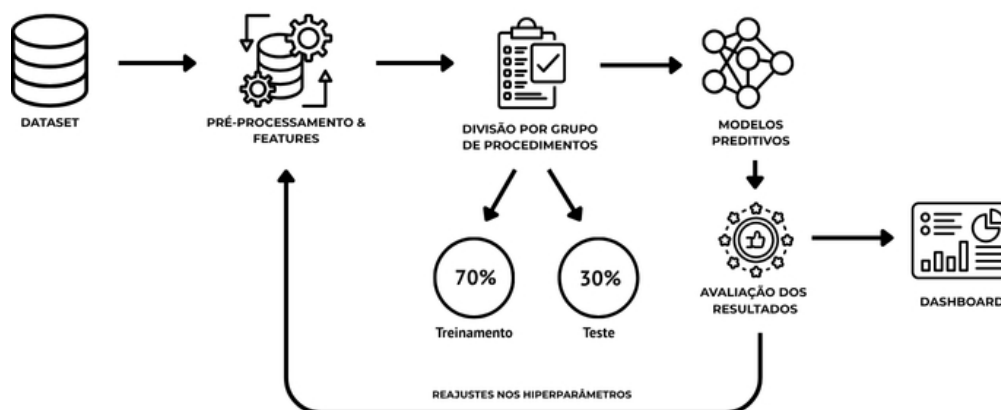 DATASET
PRÉ-PROCESSAMENTO &
FEATURES
DIVISÃO POR GRUPO
DE PROCEDIMENTOS
MODELOS
PREDITIVOS
70%
Treinamento
30%
Teste
AVALIAÇÃO DOS
RESULTADOS
DASHBOARD
REAJUSTES NOS HIPERPARÂMETROS